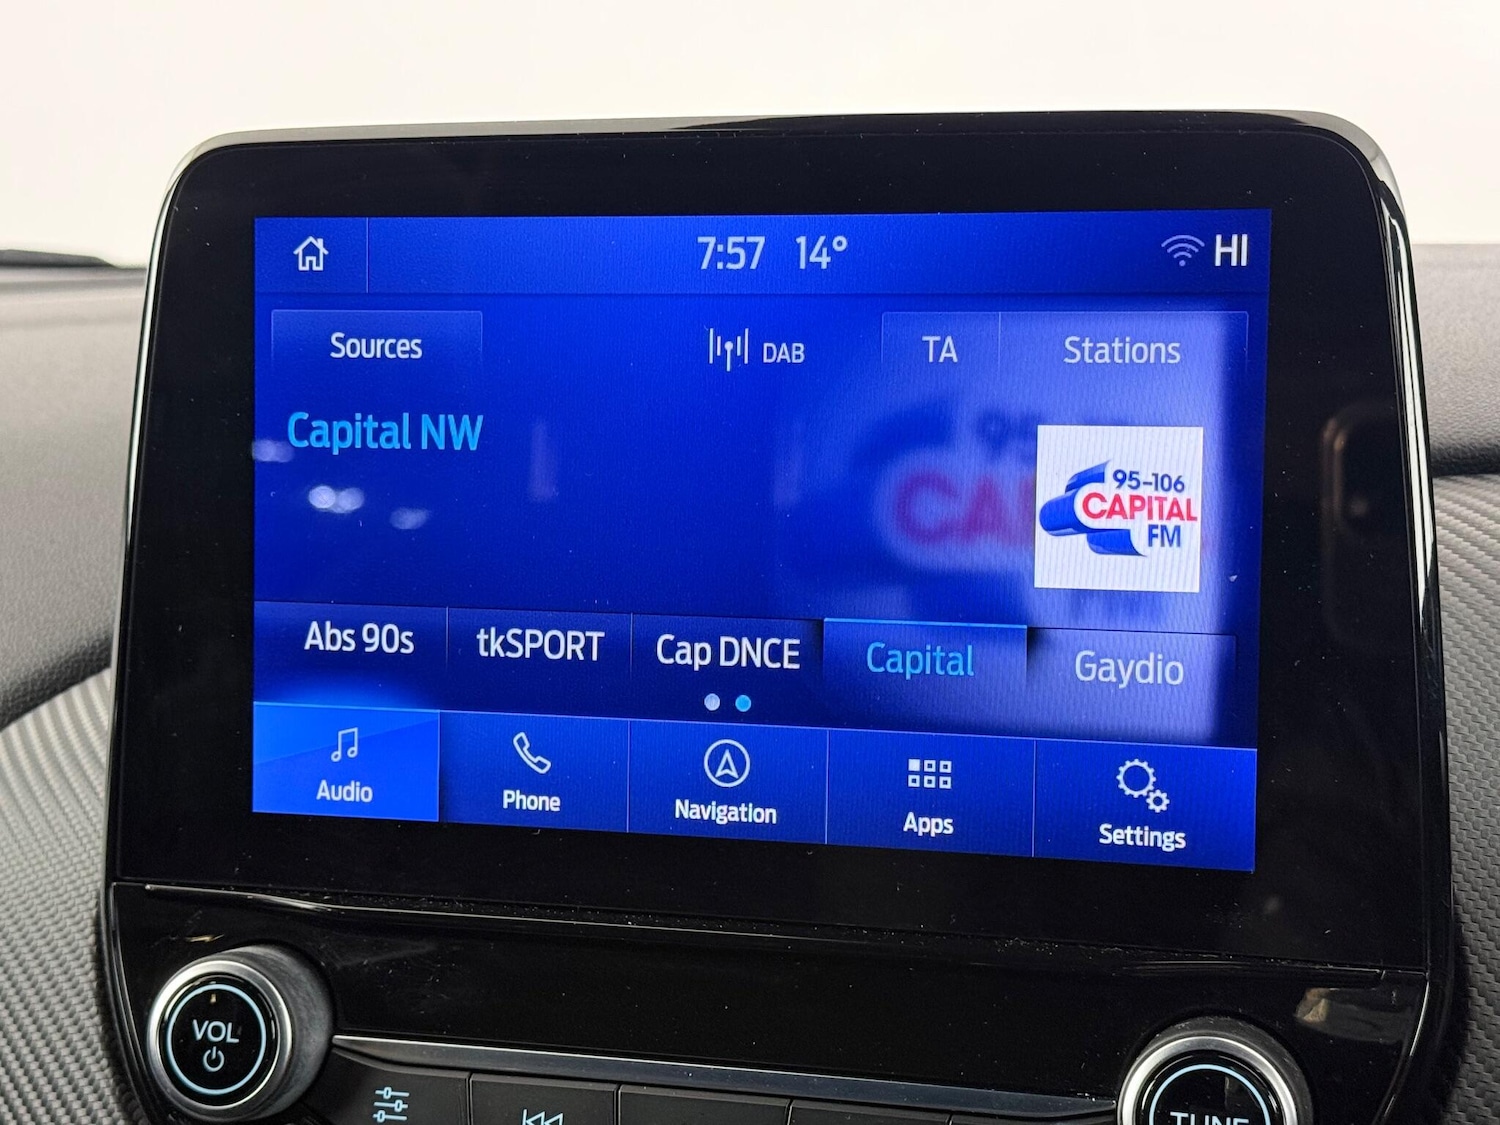 7:57 14° HI
Sources DAB TA Stations
Capital NW
95-106
CAPITAL
FM
Abs 90s tkSPORT Cap DNCE Capital Gaydio
Audio Phone Navigation Apps Settings
VOL
TUNE